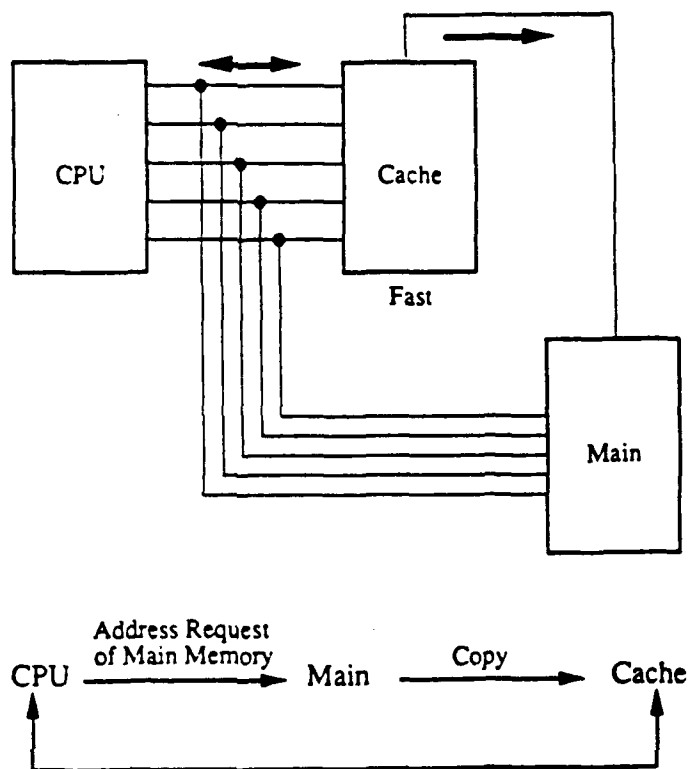 CPU
Cache
Fast
Main
Address Request
of Main Memory
Copy
CPU
Main
Cache